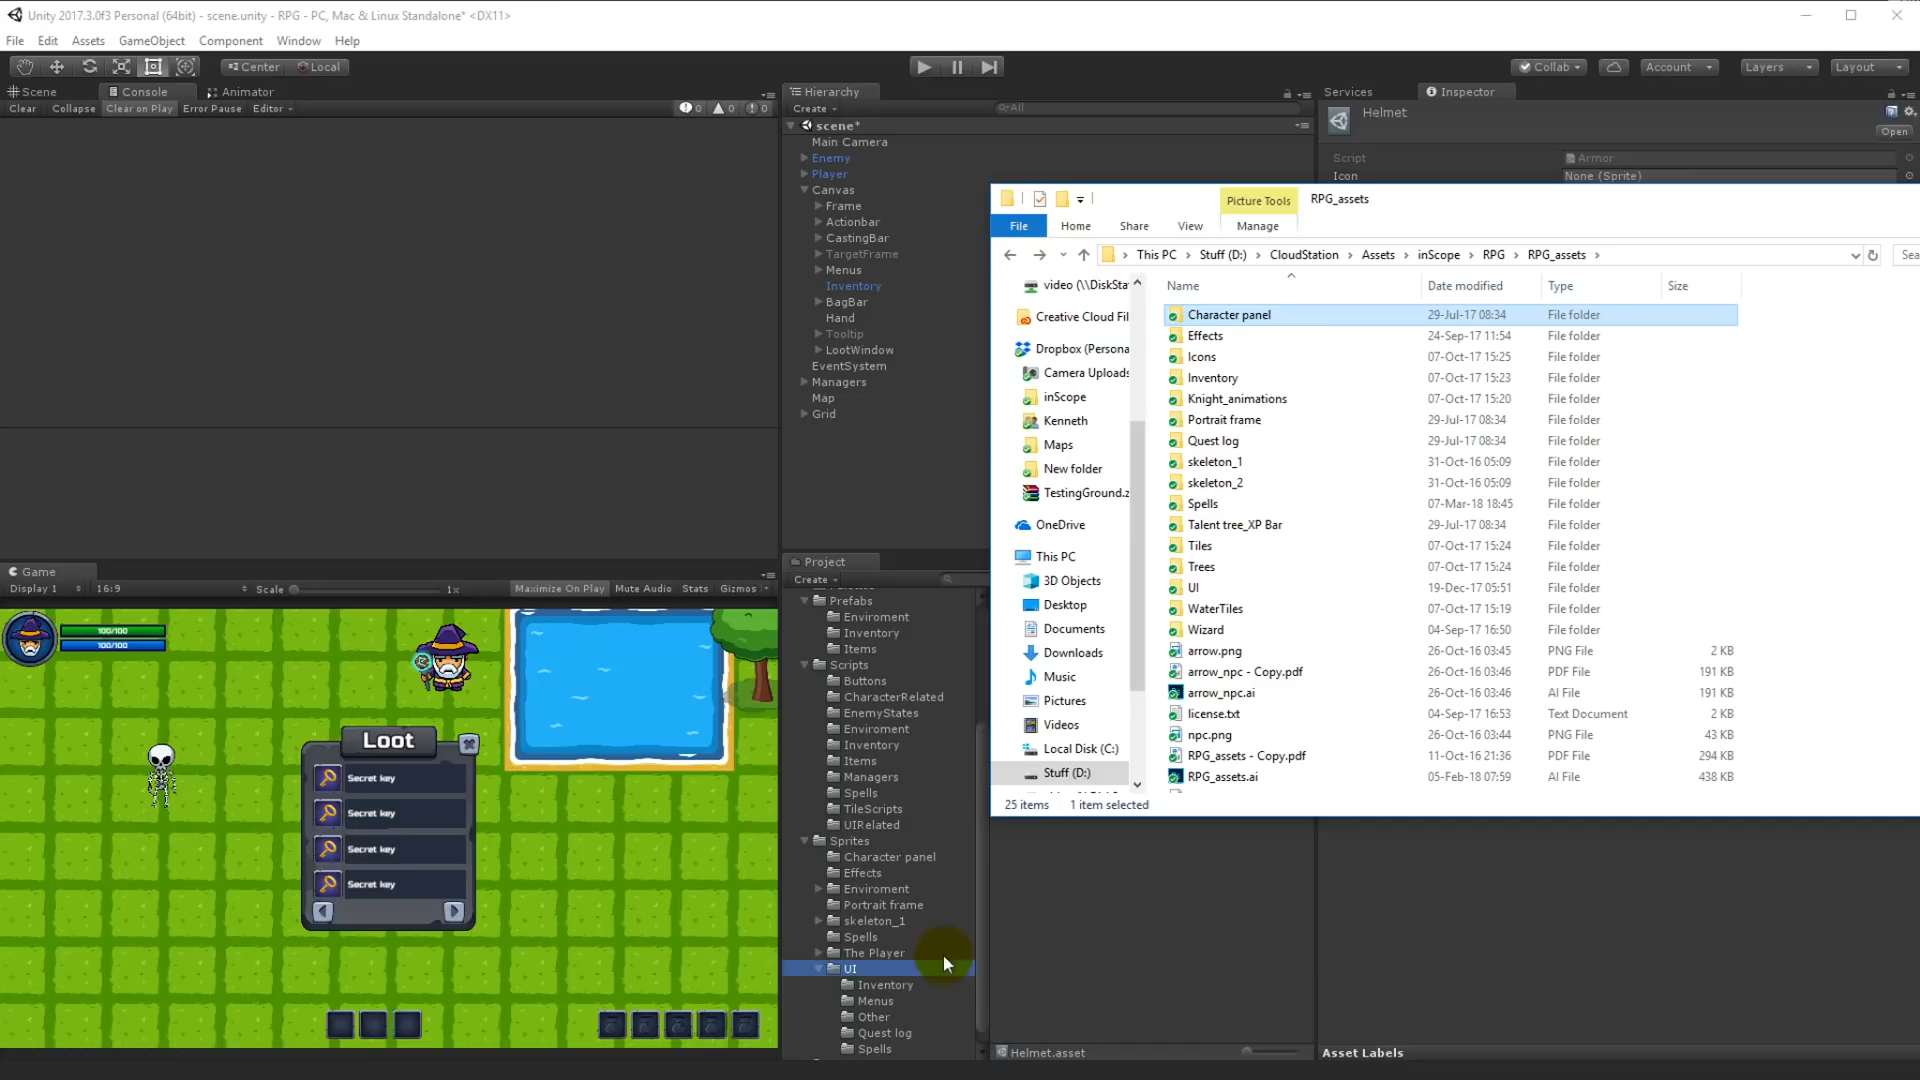 Unity 2017.3.0f3 Personal (64bit) - scene.unity - RPG - PC, Mac & Linux Standalone* <DX11>
File Edit Assets GameObject Component Window Help
Center Local
Collab Account Layers Layout
Scene Console Animator
Clear Collapse Clear on Play Error Pause Editor 0 0 0
Hierarchy
Create All
scene*
Main Camera
Enemy
Player
Canvas
Frame
Actionbar
CastingBar
TargetFrame
Menus
Inventory
BagBar
Hand
Tooltip
LootWindow
EventSystem
Managers
Map
Grid
Services Inspector
Helmet
Open
Script Armor
Icon None (Sprite)
Picture Tools RPG_assets
File Home Share View Manage
This PC Stuff (D:) CloudStation Assets inScope RPG RPG_assets Sea
Name Date modified Type Size
video (\\DiskSta
Creative Cloud Fil
Dropbox (Persona
Camera Uploads
inScope
Kenneth
Maps
New folder
TestingGround.z
OneDrive
This PC
3D Objects
Desktop
Documents
Downloads
Music
Pictures
Videos
Local Disk (C:)
Stuff (D:)
Character panel 29-Jul-17 08:34 File folder
Effects 24-Sep-17 11:54 File folder
Icons 07-Oct-17 15:25 File folder
Inventory 07-Oct-17 15:23 File folder
Knight_animations 07-Oct-17 15:20 File folder
Portrait frame 29-Jul-17 08:34 File folder
Quest log 29-Jul-17 08:34 File folder
skeleton_1 31-Oct-16 05:09 File folder
skeleton_2 31-Oct-16 05:09 File folder
Spells 07-Mar-18 18:45 File folder
Talent tree_XP Bar 29-Jul-17 08:34 File folder
Tiles 07-Oct-17 15:24 File folder
Trees 07-Oct-17 15:24 File folder
UI 19-Dec-17 05:51 File folder
WaterTiles 07-Oct-17 15:19 File folder
Wizard 04-Sep-17 16:50 File folder
arrow.png 26-Oct-16 03:45 PNG File 2 KB
arrow_npc - Copy.pdf 26-Oct-16 03:46 PDF File 191 KB
arrow_npc.ai 26-Oct-16 03:46 AI File 191 KB
license.txt 04-Sep-17 16:53 Text Document 2 KB
npc.png 26-Oct-16 03:44 PNG File 43 KB
RPG_assets - Copy.pdf 11-Oct-16 21:36 PDF File 294 KB
RPG_assets.ai 05-Feb-18 07:59 AI File 438 KB
25 items 1 item selected
Game
Display 1 16:9 Scale 1x Maximize On Play Mute Audio Stats Gizmos
100/100
100/100
Loot
Secret key
Secret key
Secret key
Secret key
Project
Create
Prefabs
Enviroment
Inventory
Items
Scripts
Buttons
CharacterRelated
EnemyStates
Enviroment
Inventory
Items
Managers
Spells
TileScripts
UIRelated
Sprites
Character panel
Effects
Enviroment
Portrait frame
skeleton_1
Spells
The Player
UI
Inventory
Menus
Other
Quest log
Spells
Helmet.asset
Asset Labels